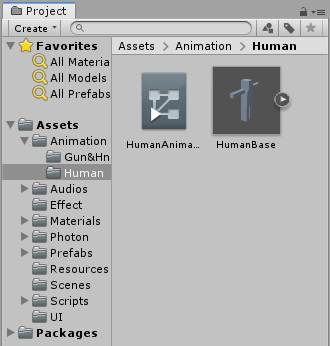 Project
Create
Favorites
All Materia
All Models
All Prefabs
Assets
Animation
Gun&Hn
Human
Audios
Effect
Materials
Photon
Prefabs
Resources
Scenes
Scripts
UI
Packages
Assets Animation Human
HumanAnima... HumanBase